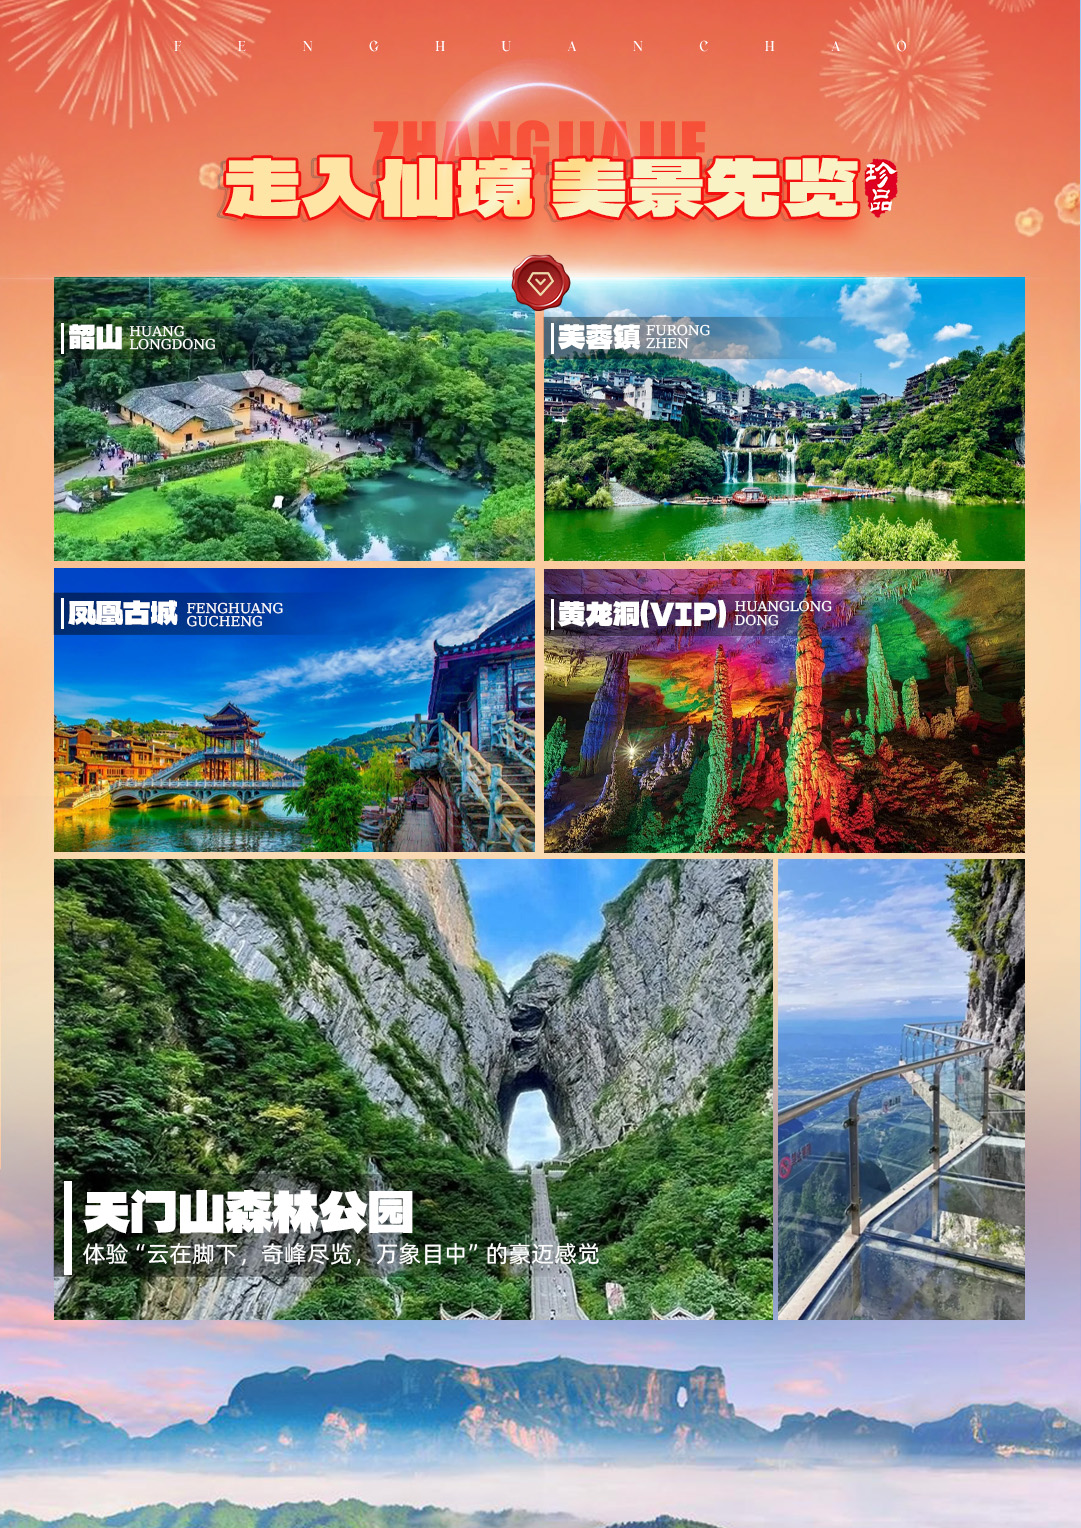 FENGHUANCHAO
ZHANGJIAJIE
走入仙境 美景先览
珍品
韶山
HUANG
LONGDONG
芙蓉镇
FURONG
ZHEN
凤凰古城
FENGHUANG
GUCHENG
黄龙洞(VIP)
HUANGLONG
DONG
天门山森林公园
体验“云在脚下，奇峰尽览，万象目中”的豪迈感觉